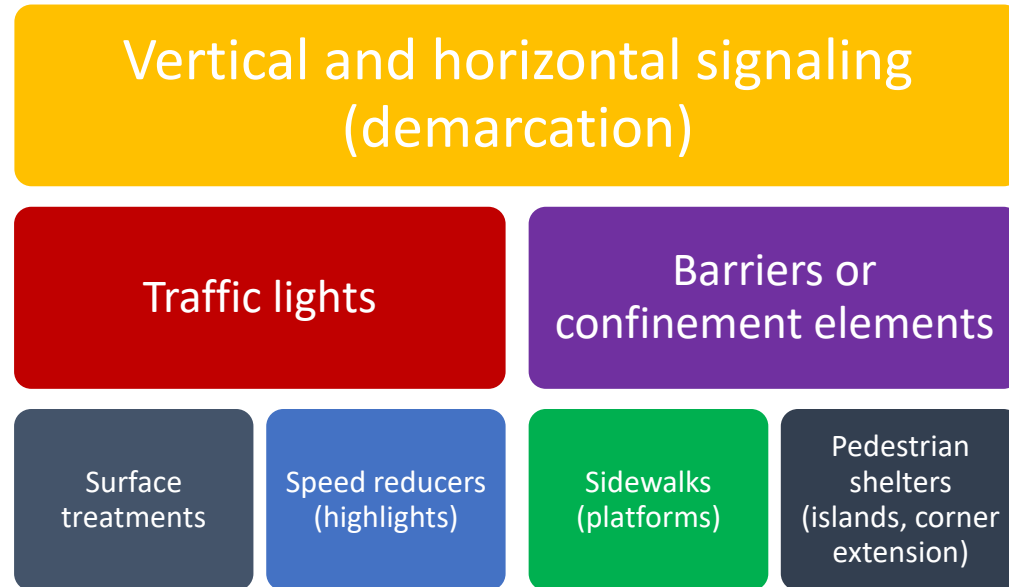 Vertical and horizontal signaling
(demarcation)
Traffic lights
Barriers or
confinement elements
Surface
treatments
Speed reducers
(highlights)
Sidewalks
(platforms)
Pedestrian
shelters
(islands, corner
extension)